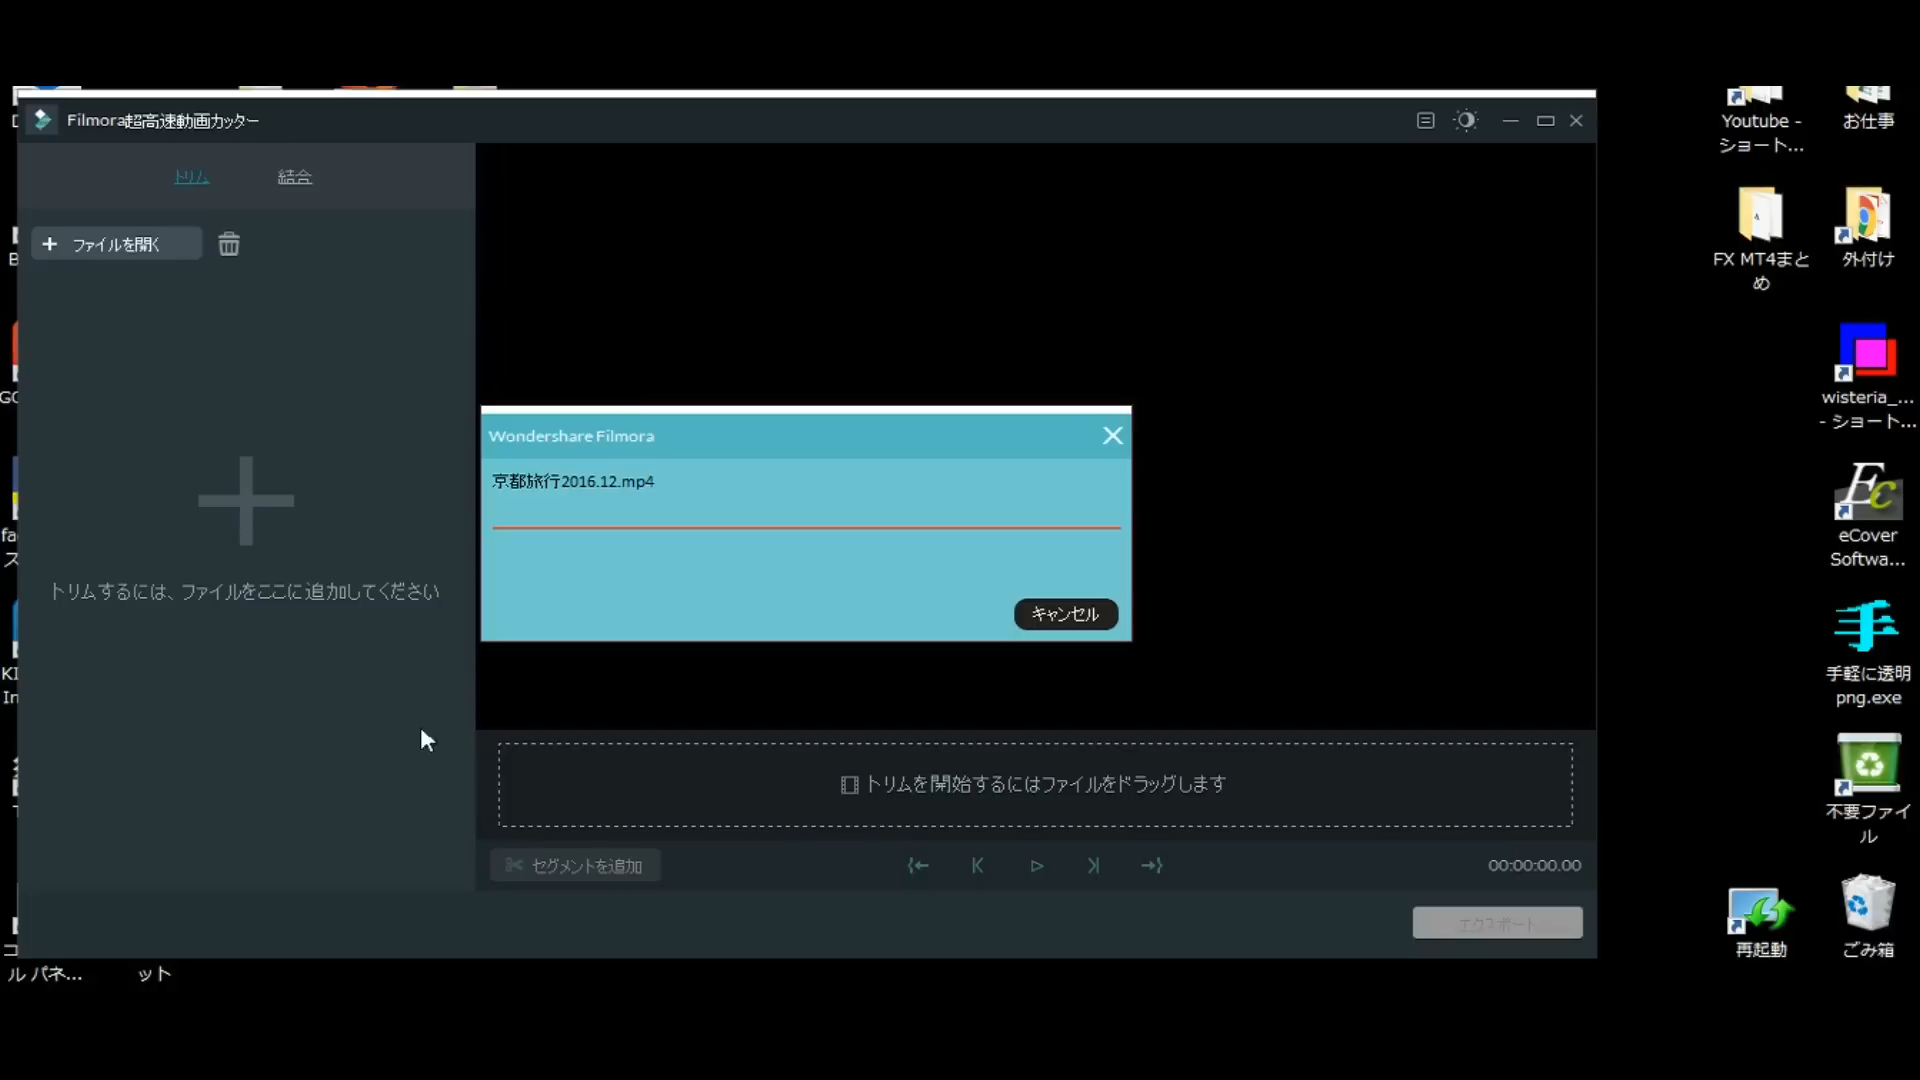 Filmora超高速動画カッター
トリム
結合
ファイルを開く
トリムするには、ファイルをここに追加してください
Wondershare Filmora
京都旅行2016.12.mp4
キャンセル
トリムを開始するにはファイルをドラッグします
セグメントを追加
00:00:00.00
エクスポート
Youtube -
ショート...
お仕事
FX MT4まと
め
外付け
wisteria_...
- ショート...
eCover
Softwa...
手軽に透明
png.exe
不要ファイ
ル
再起動
ごみ箱
ル パネ...
ット